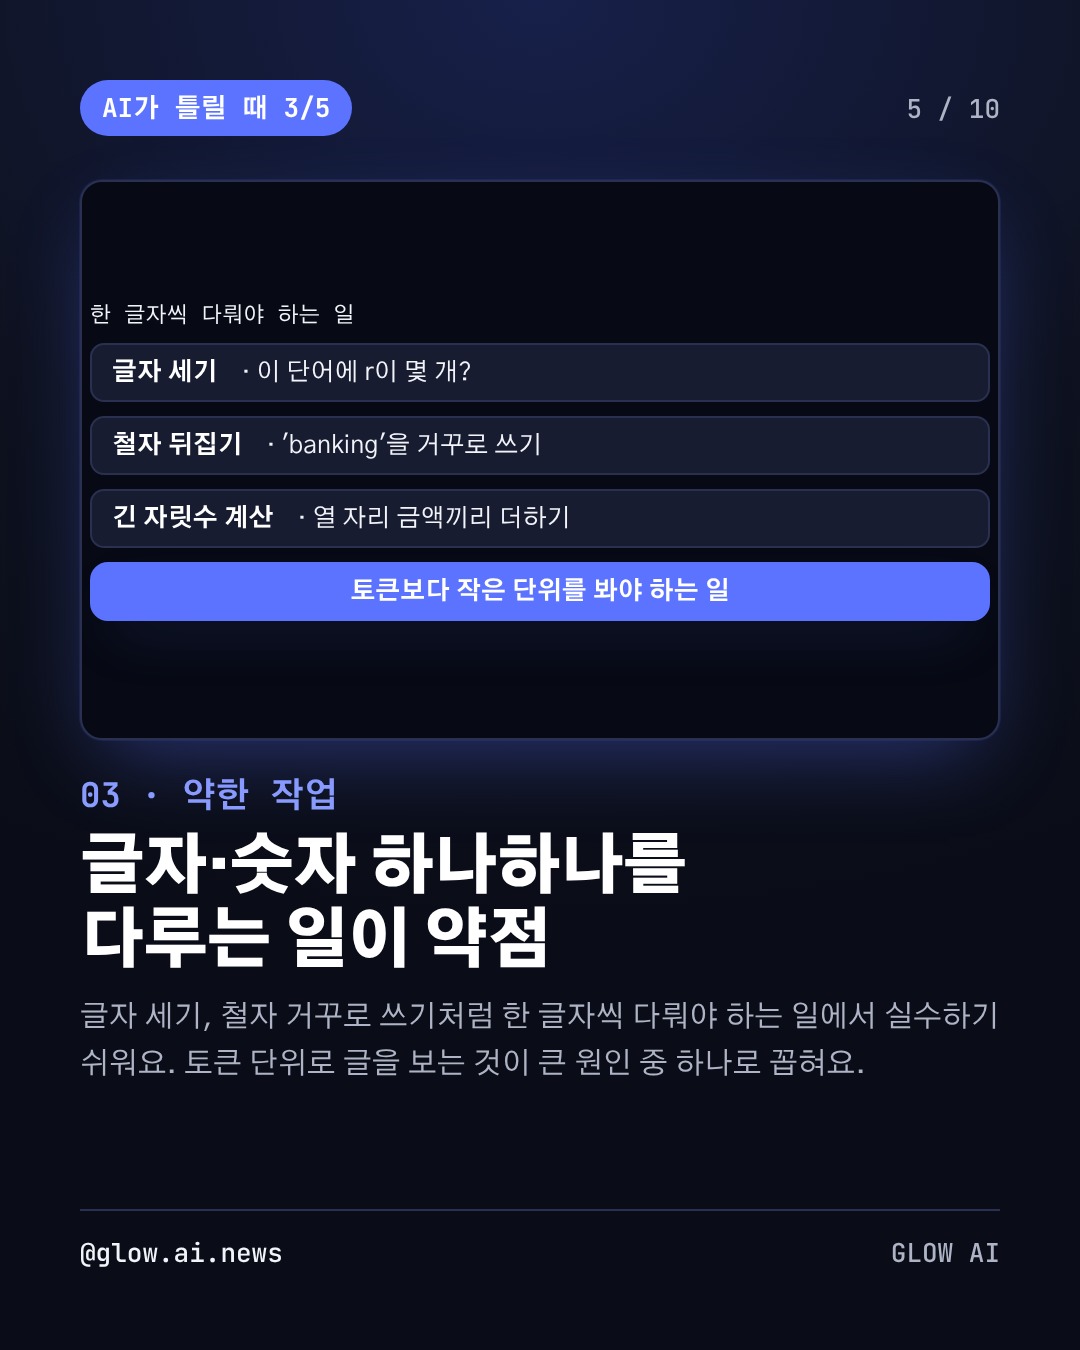 AI가 틀릴 때 3/5
5 / 10
한 글자씩 다뤄야 하는 일
글자 세기 · 이 단어에 r이 몇 개?
철자 뒤집기 · ’banking’을 거꾸로 쓰기
긴 자릿수 계산 · 열 자리 금액끼리 더하기
토큰보다 작은 단위를 봐야 하는 일
03 · 약한 작업
글자·숫자 하나하나를
다루는 일이 약점
글자 세기, 철자 거꾸로 쓰기처럼 한 글자씩 다뤄야 하는 일에서 실수하기
쉬워요. 토큰 단위로 글을 보는 것이 큰 원인 중 하나로 꼽혀요.
@glow.ai.news
GLOW AI